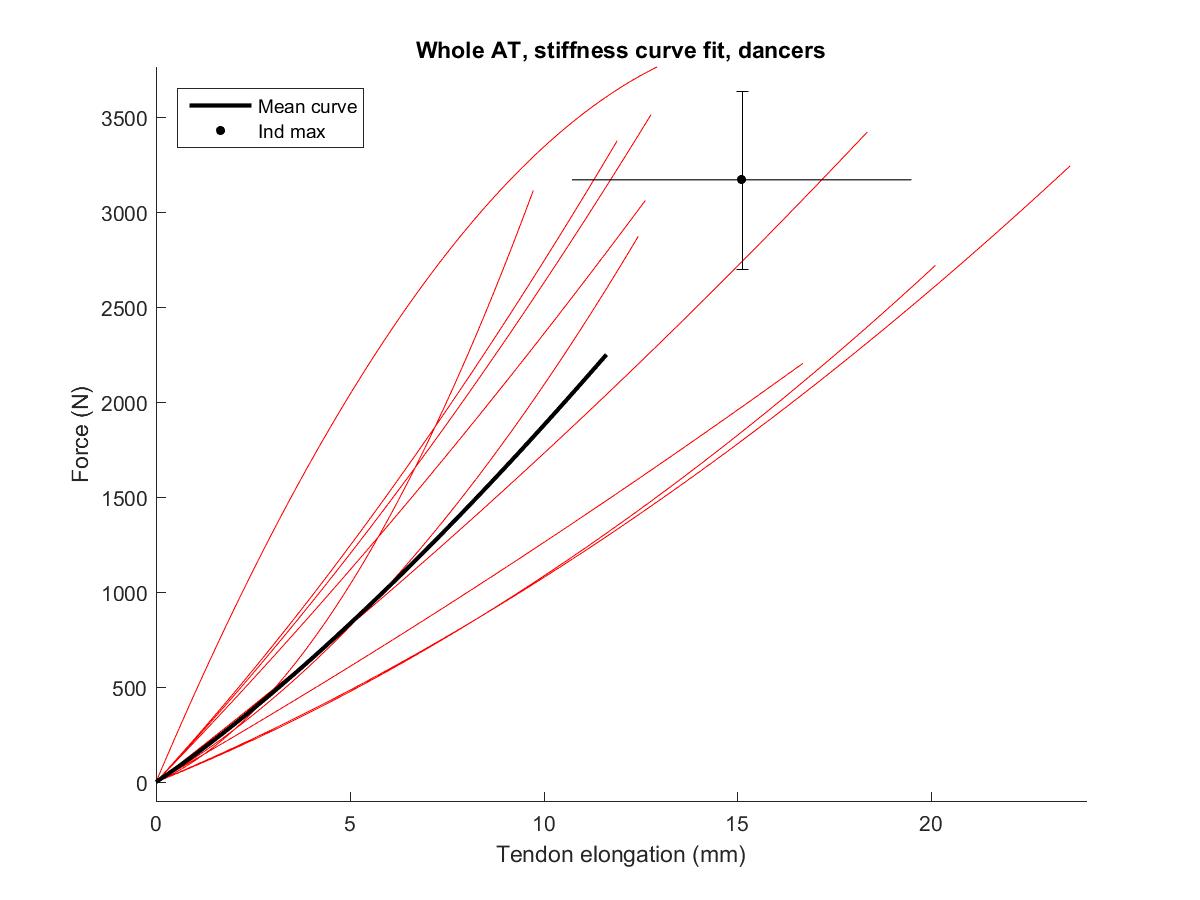 Whole AT, stiffness curve fit, dancers
Mean curve
Ind max
Force (N)
3500
3000
2500
2000
1500
1000
500
0
0 5 10 15 20
Tendon elongation (mm)